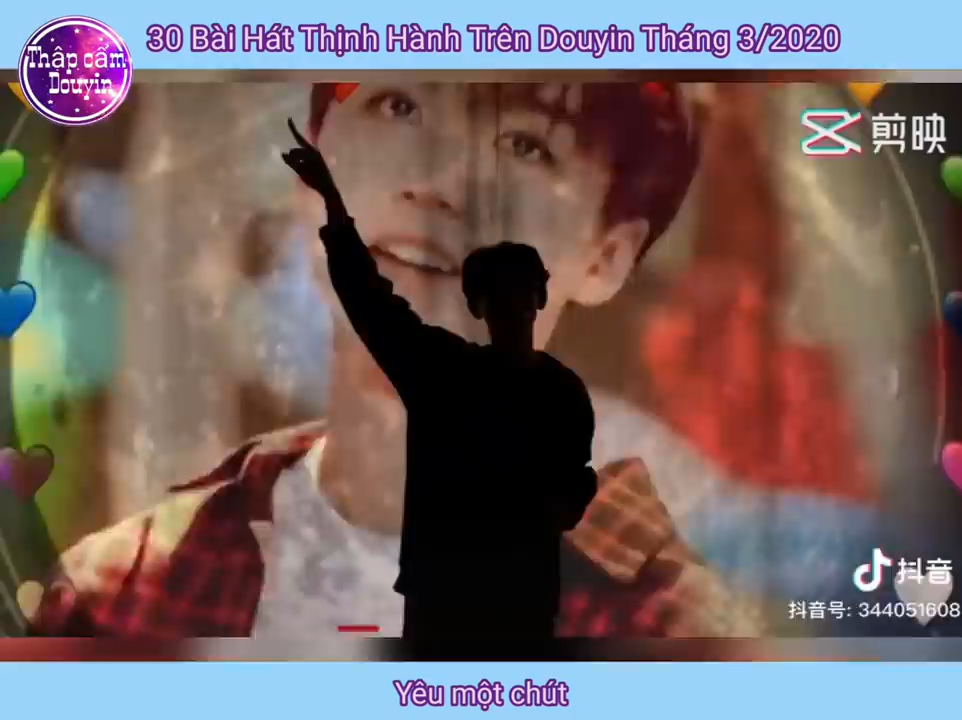 30 Bài Hát Thịnh Hành Trên Douyin Tháng 3/2020
Thập cẩm
Douyin
剪映
抖音
抖音号: 344051608
Yêu một chút